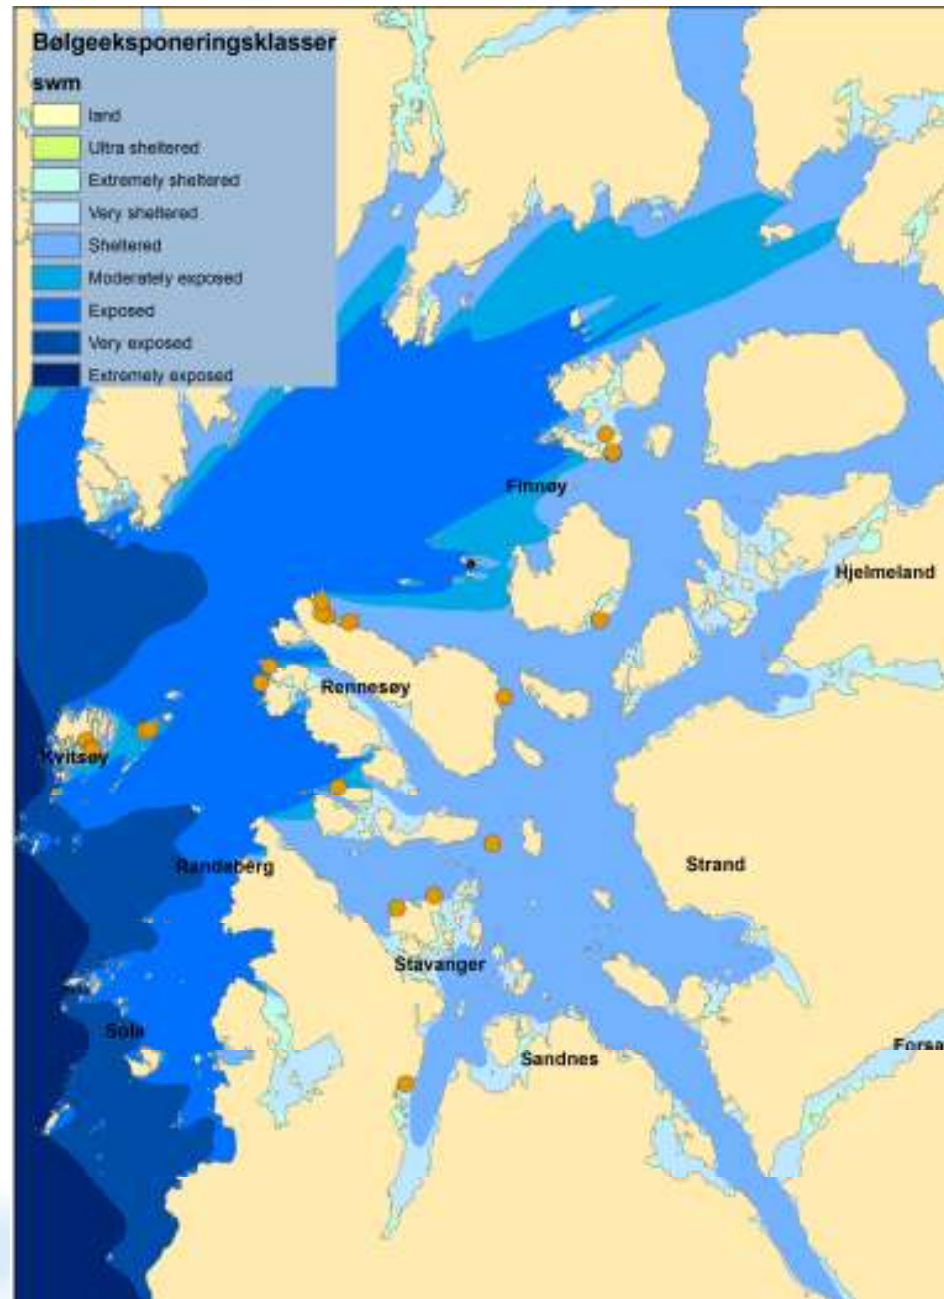 Bølgeeksponeringsklasser
swm
land
Ultra sheltered
Extremely sheltered
Very sheltered
Sheltered
Moderately exposed
Exposed
Very exposed
Extremely exposed
Finnøy
Hjelmeland
Rennesøy
Kvitsøy
Randaberg
Strand
Stavanger
Sola
Sandnes
Forsa